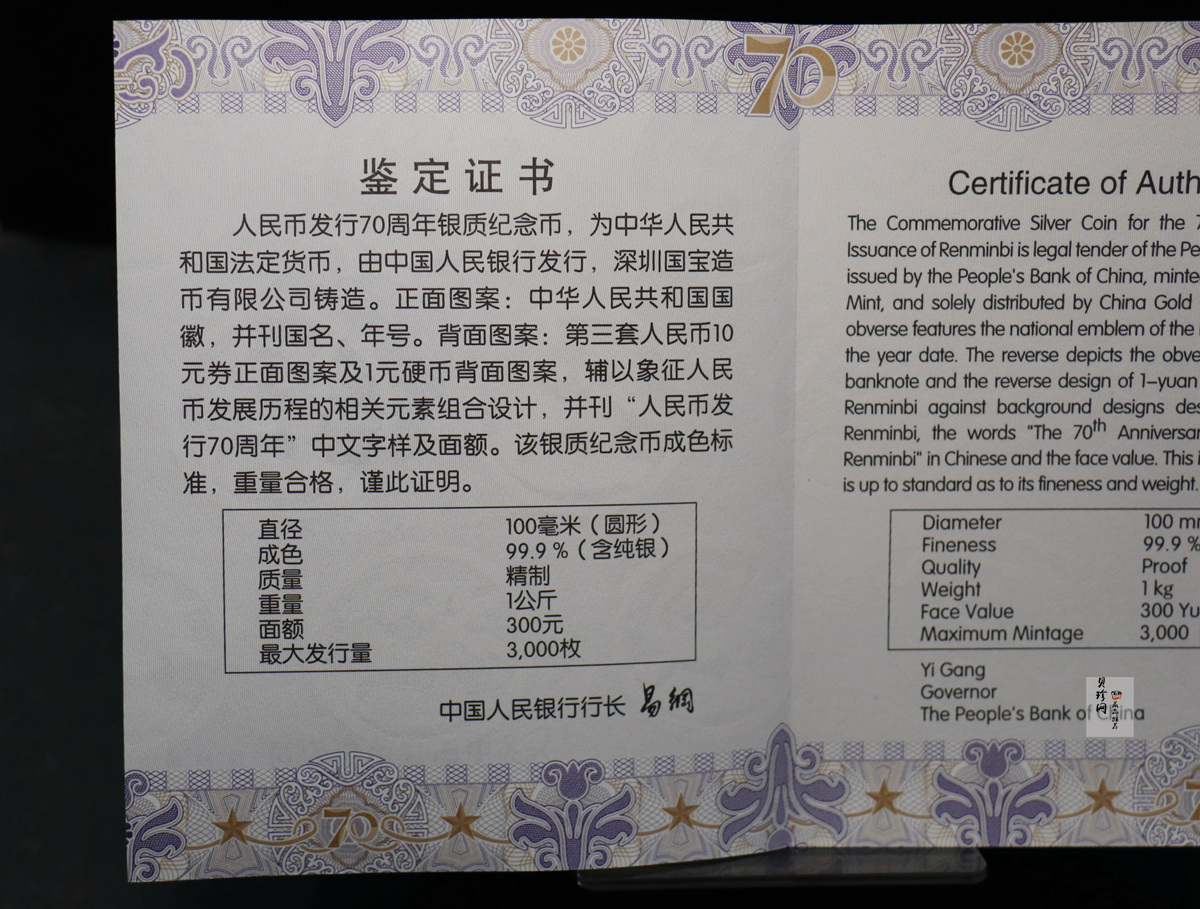 70
鉴定证书
人民币发行70周年银质纪念币，为中华人民共
和国法定货币，由中国人民银行发行，深圳国宝造
币有限公司铸造。正面图案：中华人民共和国国
徽，并刊国名、年号。背面图案：第三套人民币10
元券正面图案及1元硬币背面图案，辅以象征人民
币发展历程的相关元素组合设计，并刊“人民币发
行70周年”中文字样及面额。该银质纪念币成色标
准，重量合格，谨此证明。
直径 100毫米（圆形）
成色 99.9％（含纯银）
质量 精制
重量 1公斤
面额 300元
最大发行量 3,000枚
中国人民银行行长 易纲
70
Certificate of
The Commemorative Silver Coin for the
Issuance of Renminbi is legal tender of the
issued by the People's Bank of China,
Mint, and solely distributed by China Gold
obverse features the national emblem of the
the year date. The reverse depicts the
banknote and the reverse design of 1-yuan
Renminbi against background designs
Renminbi, the words "The 70th
Renminbi" in Chinese and the face value. This
is up to standard as to its fineness and weight.
Diameter 100
Fineness 99.9 %
Quality Proof
Weight 1 kg
Face Value 300
Maximum Mintage 3,000
Yi Gang
Governor
The People's Bank of China
贝珍网